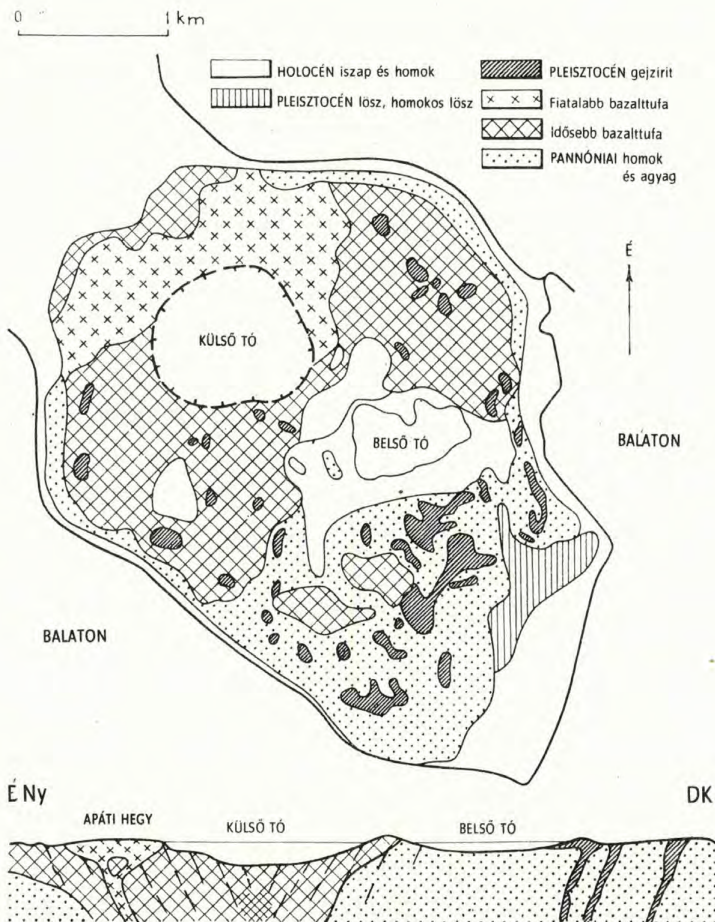 0 1 km
HOLOCÉN iszap és homok
PLEISZTOCÉN lösz, homokos lösz
PLEISZTOCÉN gejzirit
Fiatalabb bazalttufa
Idősebb bazalttufa
PANNÓNIAI homok
és agyag
É
KÜLSŐ TÓ
BELSŐ TÓ
BALATON
BALATON
É Ny
DK
APÁTI HEGY
KÜLSŐ TÓ
BELSŐ TÓ